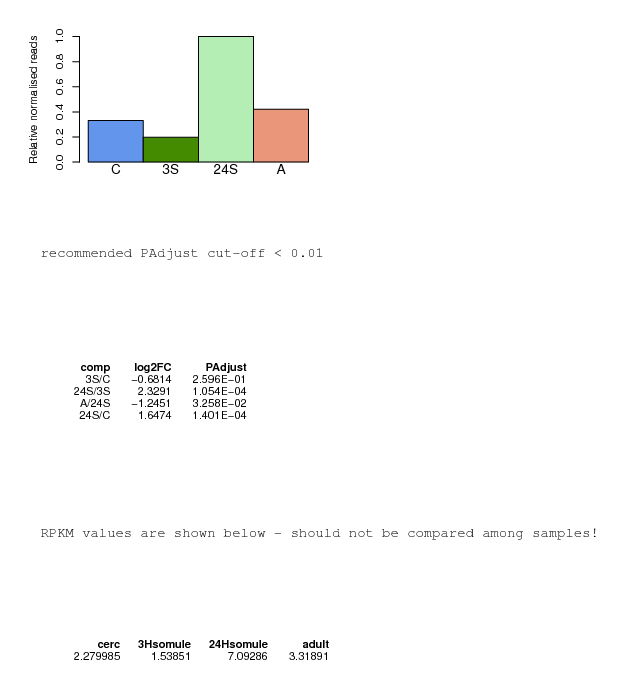 Relative normalised reads
1.0
0.8
0.6
0.4
0.2
0.0
C 3S 24S A
recommended PAdjust cut-off < 0.01
comp log2FC PAdjust
3S/C −0.6814 2.596E−01
24S/3S 2.3291 1.054E−04
A/24S −1.2451 3.258E−02
24S/C 1.6474 1.401E−04
RPKM values are shown below - should not be compared among samples!
cerc 3Hsomule 24Hsomule adult
2.279985 1.53851 7.09286 3.31891